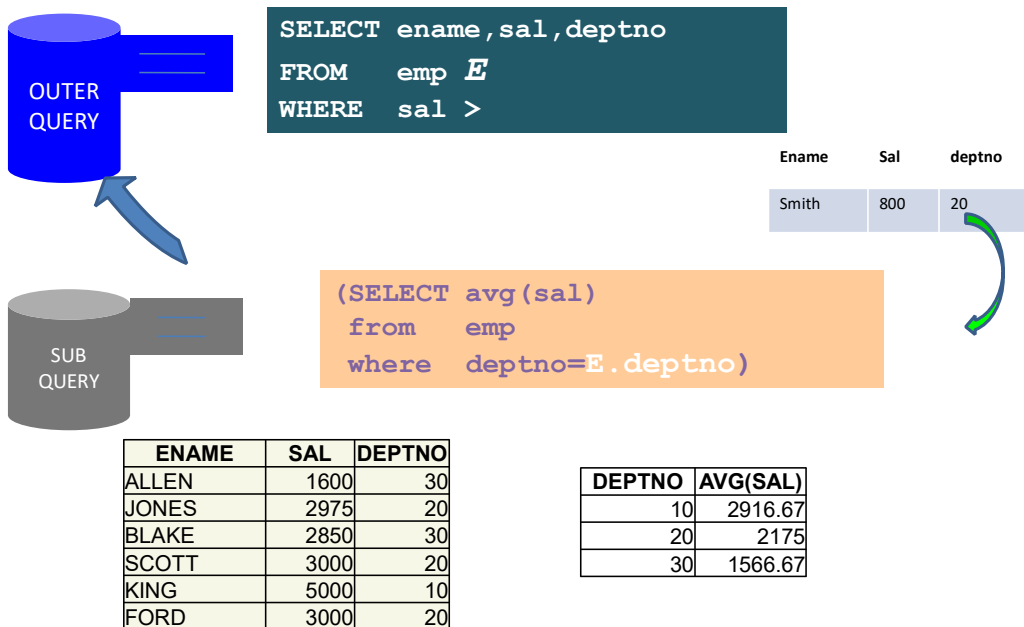 OUTER
QUERY
SELECT ename,sal,deptno
FROM emp E
WHERE sal >
Ename Sal deptno
Smith 800 20
SUB
QUERY
(SELECT avg(sal)
from emp
where deptno=E.deptno)
ENAME SAL DEPTNO
ALLEN 1600 30
JONES 2975 20
BLAKE 2850 30
SCOTT 3000 20
KING 5000 10
FORD 3000 20
DEPTNO AVG(SAL)
10 2916.67
20 2175
30 1566.67